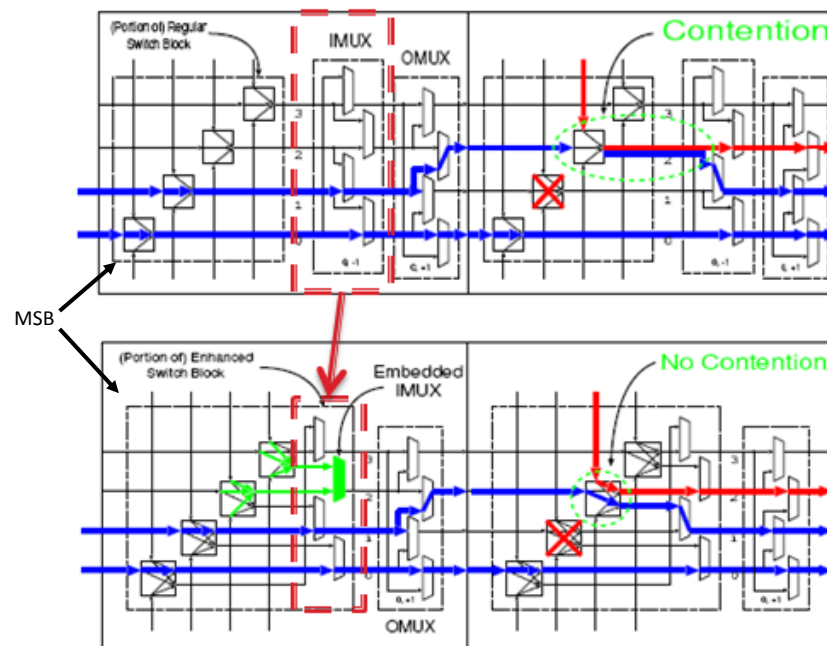 (Portion of) Regular
Switch Block
IMUX
OMUX
Contention
3
2
1
0
0, -1
0, +1
3
2
1
0
0, -1
0, +1
MSB
(Portion of) Enhanced
Switch Block
Embedded
IMUX
No Contention
3
2
1
0
0, +1
OMUX
3
2
1
0
0, +1